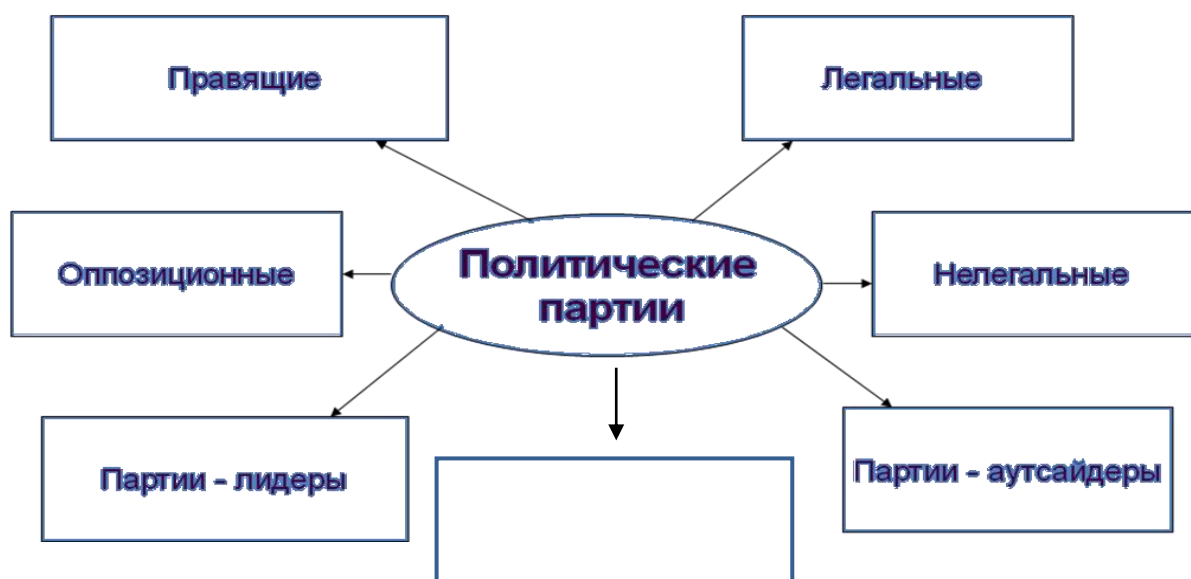 Правящие
Легальные
Политические
партии
Оппозиционные
Нелегальные
Партии - лидеры
Партии - аутсайдеры